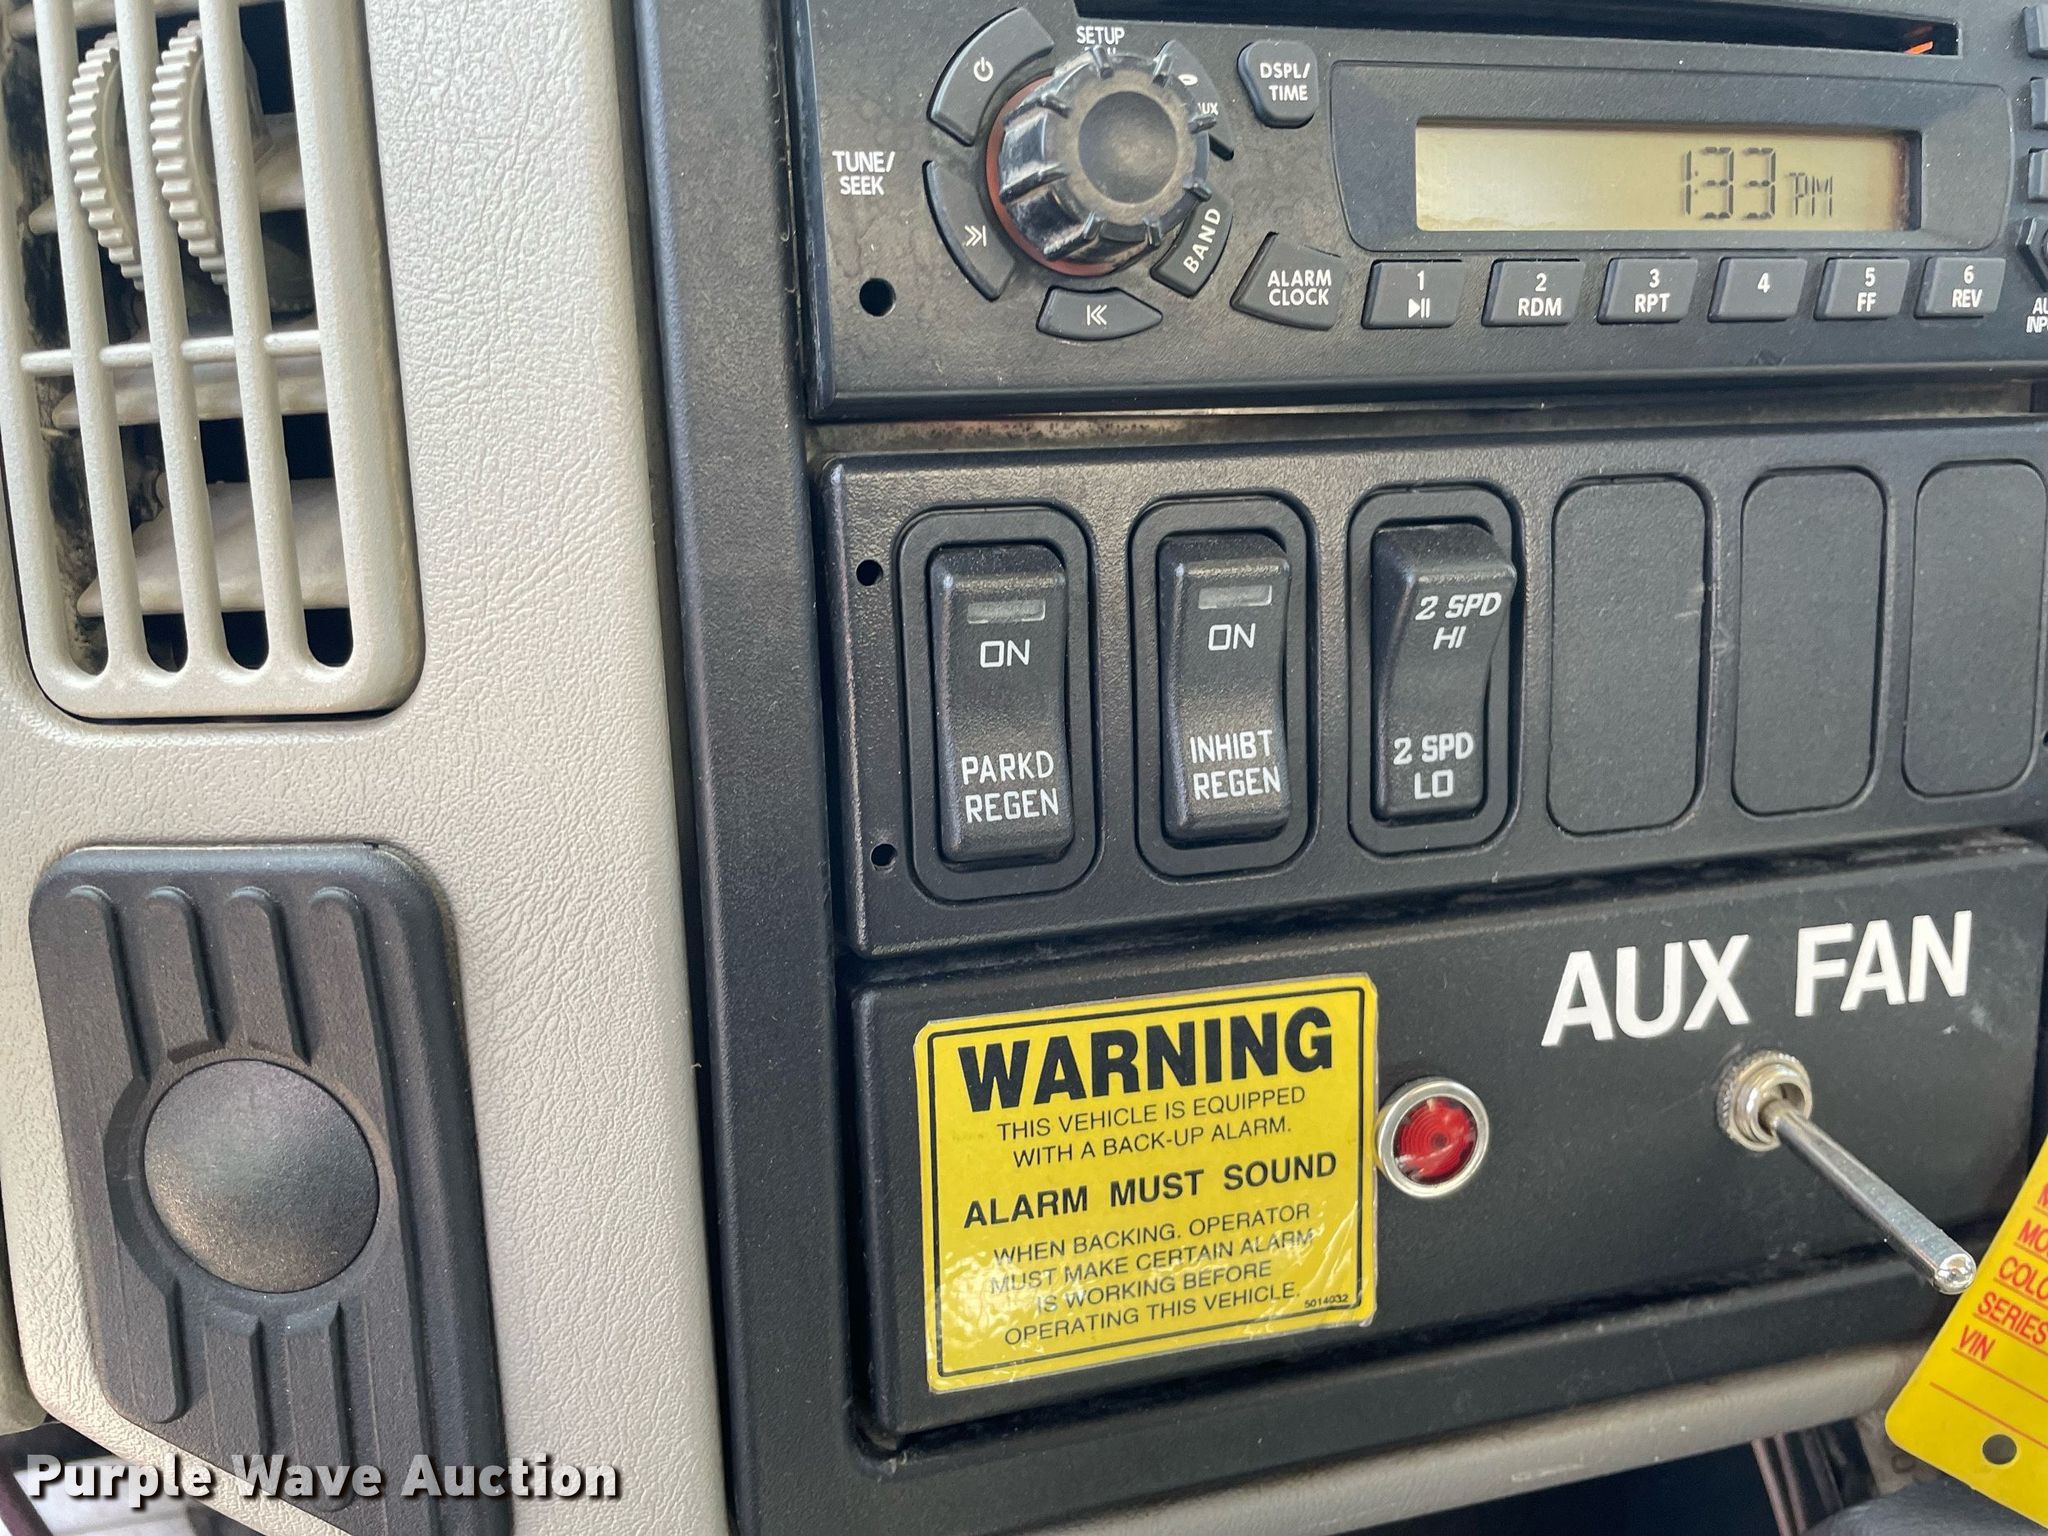 SETUP
DSPL/
TIME
TUNE/
SEEK
BAND
ALARM
CLOCK
1:33 PM
1
2
RDM
3
RPT
4
5
FF
6
REV
ON
PARKD
REGEN
ON
INHIBT
REGEN
2 SPD
HI
2 SPD
LO
AUX FAN
WARNING
THIS VEHICLE IS EQUIPPED
WITH A BACK-UP ALARM.
ALARM MUST SOUND
WHEN BACKING. OPERATOR
MUST MAKE CERTAIN ALARM
IS WORKING BEFORE
OPERATING THIS VEHICLE.
5014032
SERIES
VIN
Purple Wave Auction